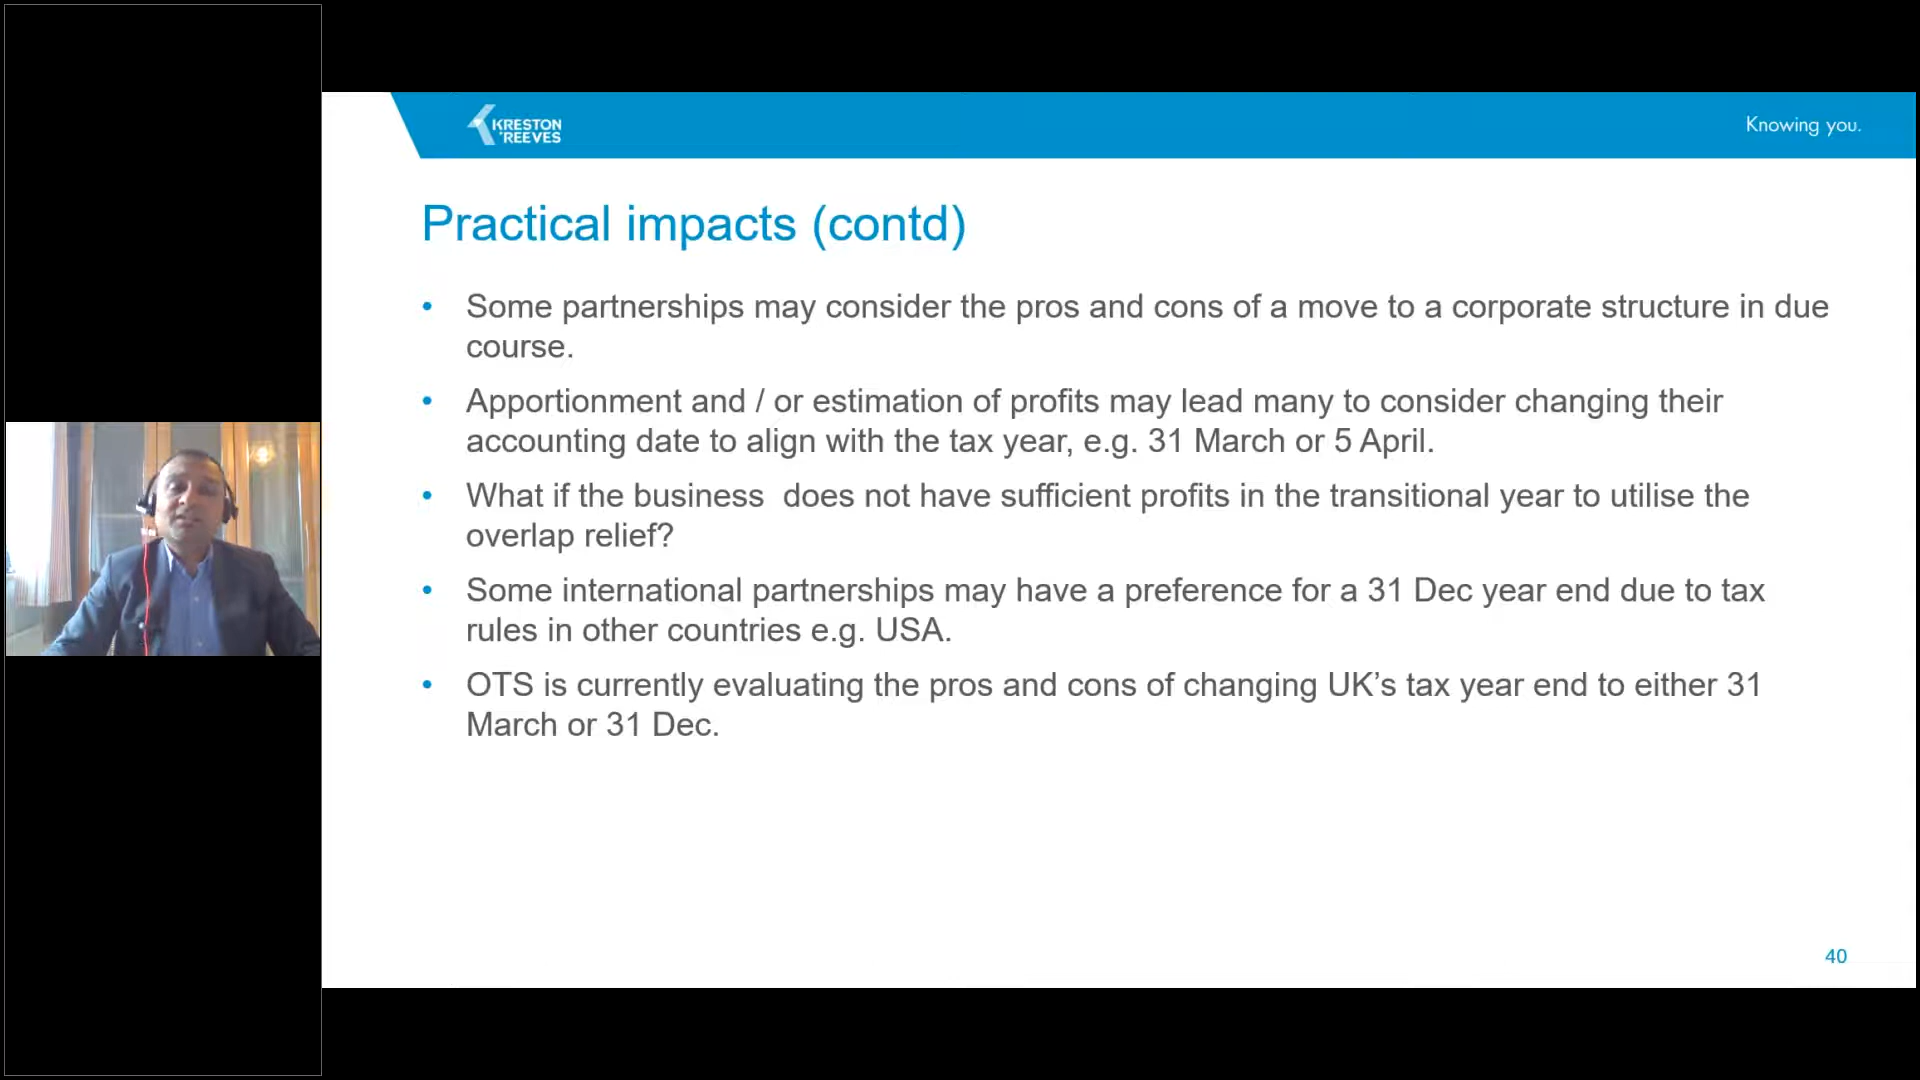 KRESTON
REEVES
Knowing you.
Practical impacts (contd)
• Some partnerships may consider the pros and cons of a move to a corporate structure in due
course.
• Apportionment and / or estimation of profits may lead many to consider changing their
accounting date to align with the tax year, e.g. 31 March or 5 April.
• What if the business  does not have sufficient profits in the transitional year to utilise the
overlap relief?
• Some international partnerships may have a preference for a 31 Dec year end due to tax
rules in other countries e.g. USA.
• OTS is currently evaluating the pros and cons of changing UK’s tax year end to either 31
March or 31 Dec.
40